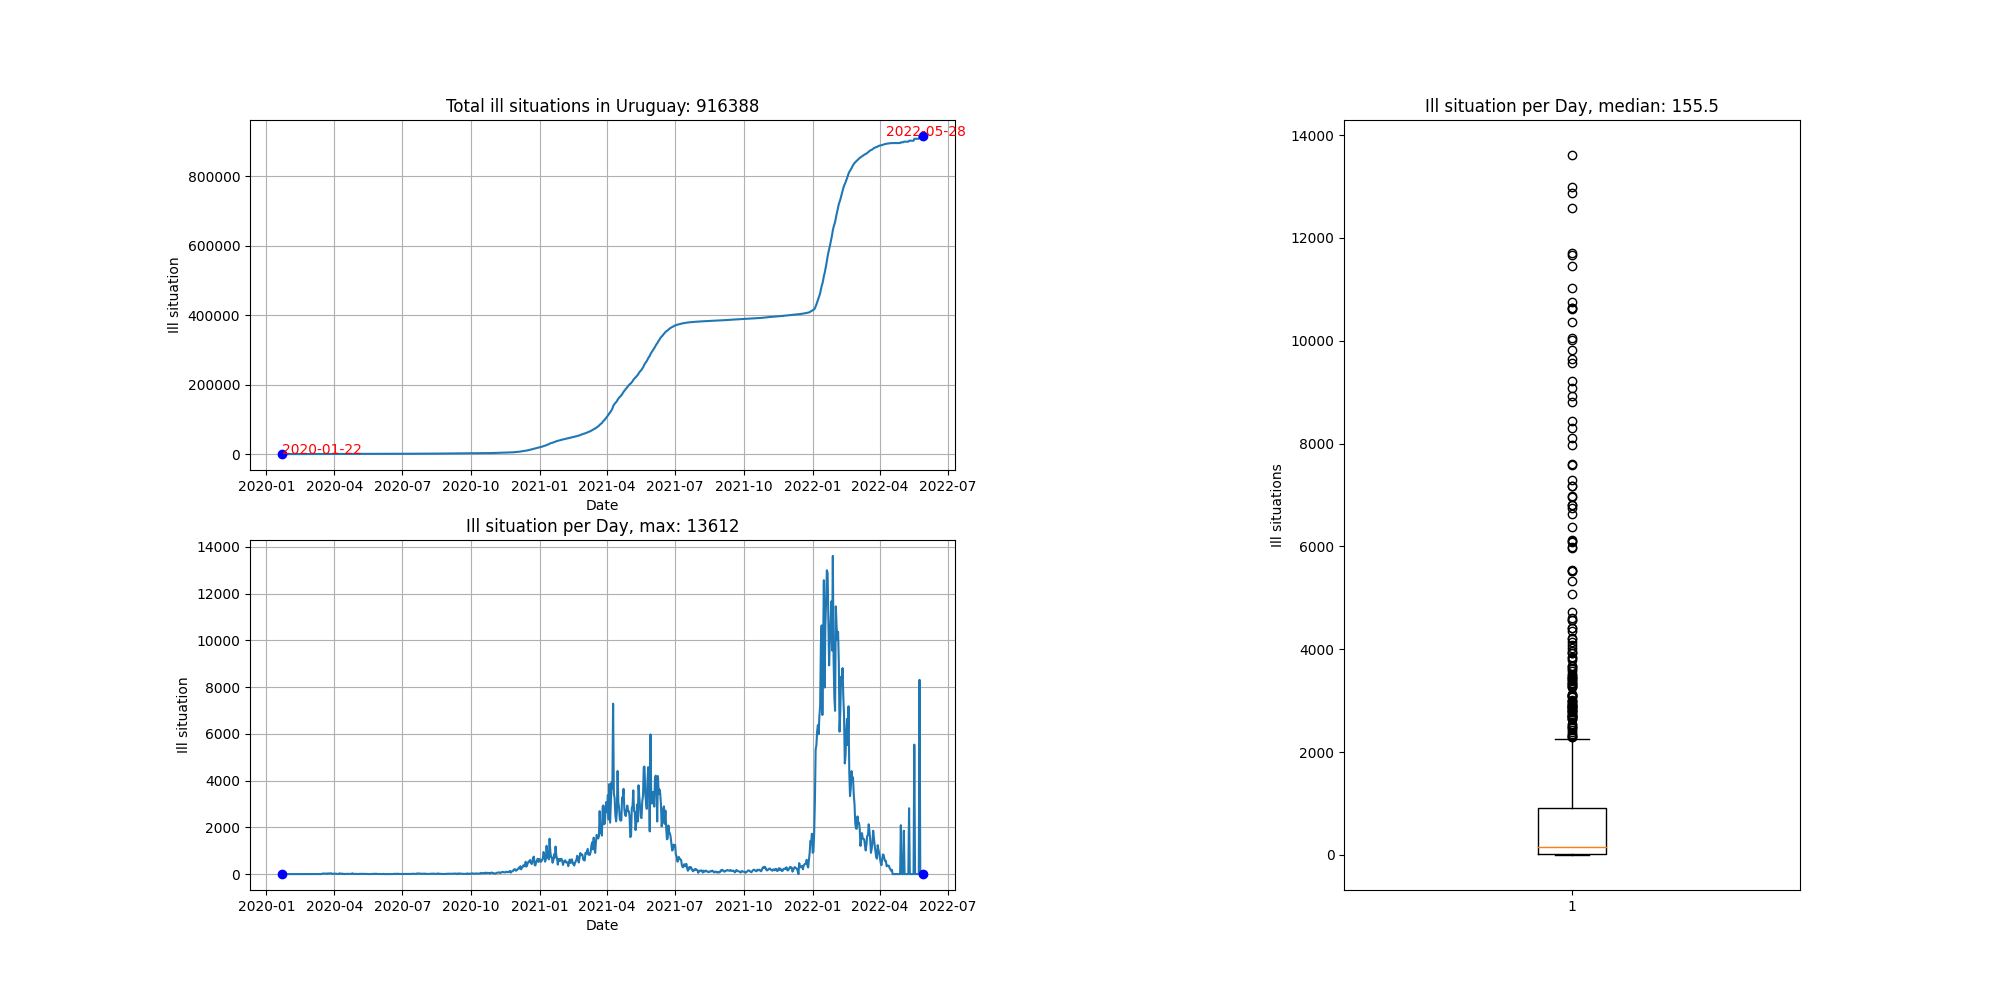 Total ill situations in Uruguay: 916388
Ill situation
800000
600000
400000
200000
0
2020-01-22
2022-05-28
2020-01 2020-04 2020-07 2020-10 2021-01 2021-04 2021-07 2021-10 2022-01 2022-04 2022-07
Date
Ill situation per Day, max: 13612
Ill situation
14000
12000
10000
8000
6000
4000
2000
0
2020-01 2020-04 2020-07 2020-10 2021-01 2021-04 2021-07 2021-10 2022-01 2022-04 2022-07
Date
Ill situation per Day, median: 155.5
Ill situations
14000
12000
10000
8000
6000
4000
2000
0
1